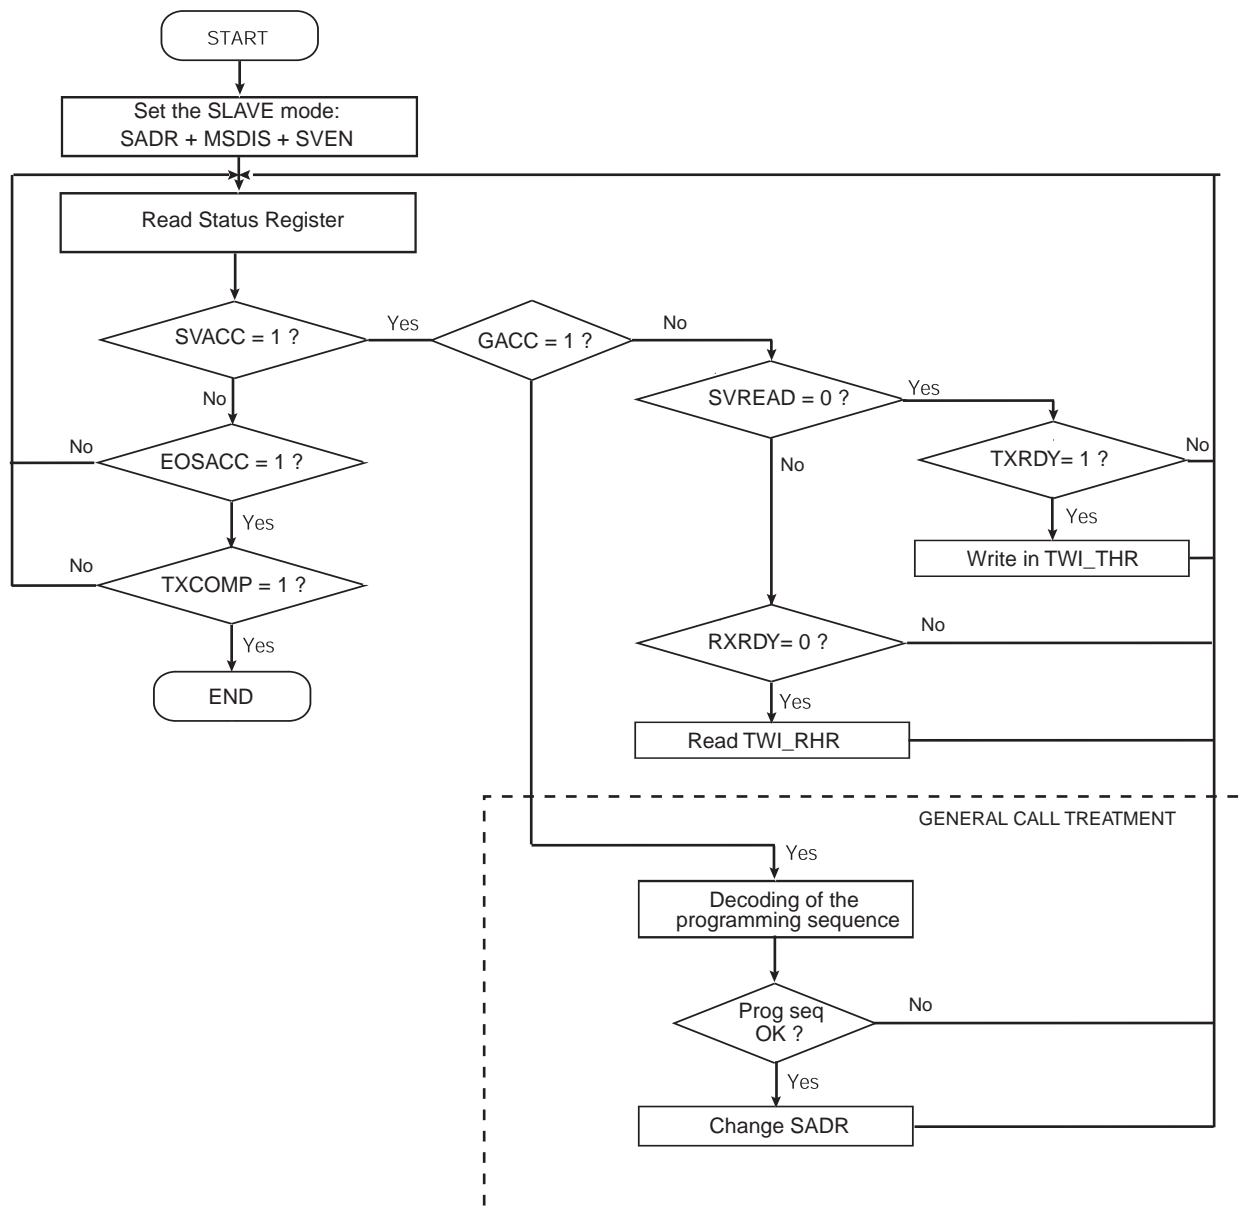 START
Set the SLAVE mode:
SADR + MSDIS + SVEN
Read Status Register
SVACC = 1 ?
Yes
GACC = 1 ?
No
SVREAD = 0 ?
Yes
No
EOSACC = 1 ?
No
No
TXRDY= 1 ?
No
Yes
Yes
Write in TWI_THR
TXCOMP = 1 ?
No
RXRDY= 0 ?
No
Yes
END
Yes
Read TWI_RHR
GENERAL CALL TREATMENT
Yes
Decoding of the
programming sequence
Prog seq
OK ?
No
Yes
Change SADR